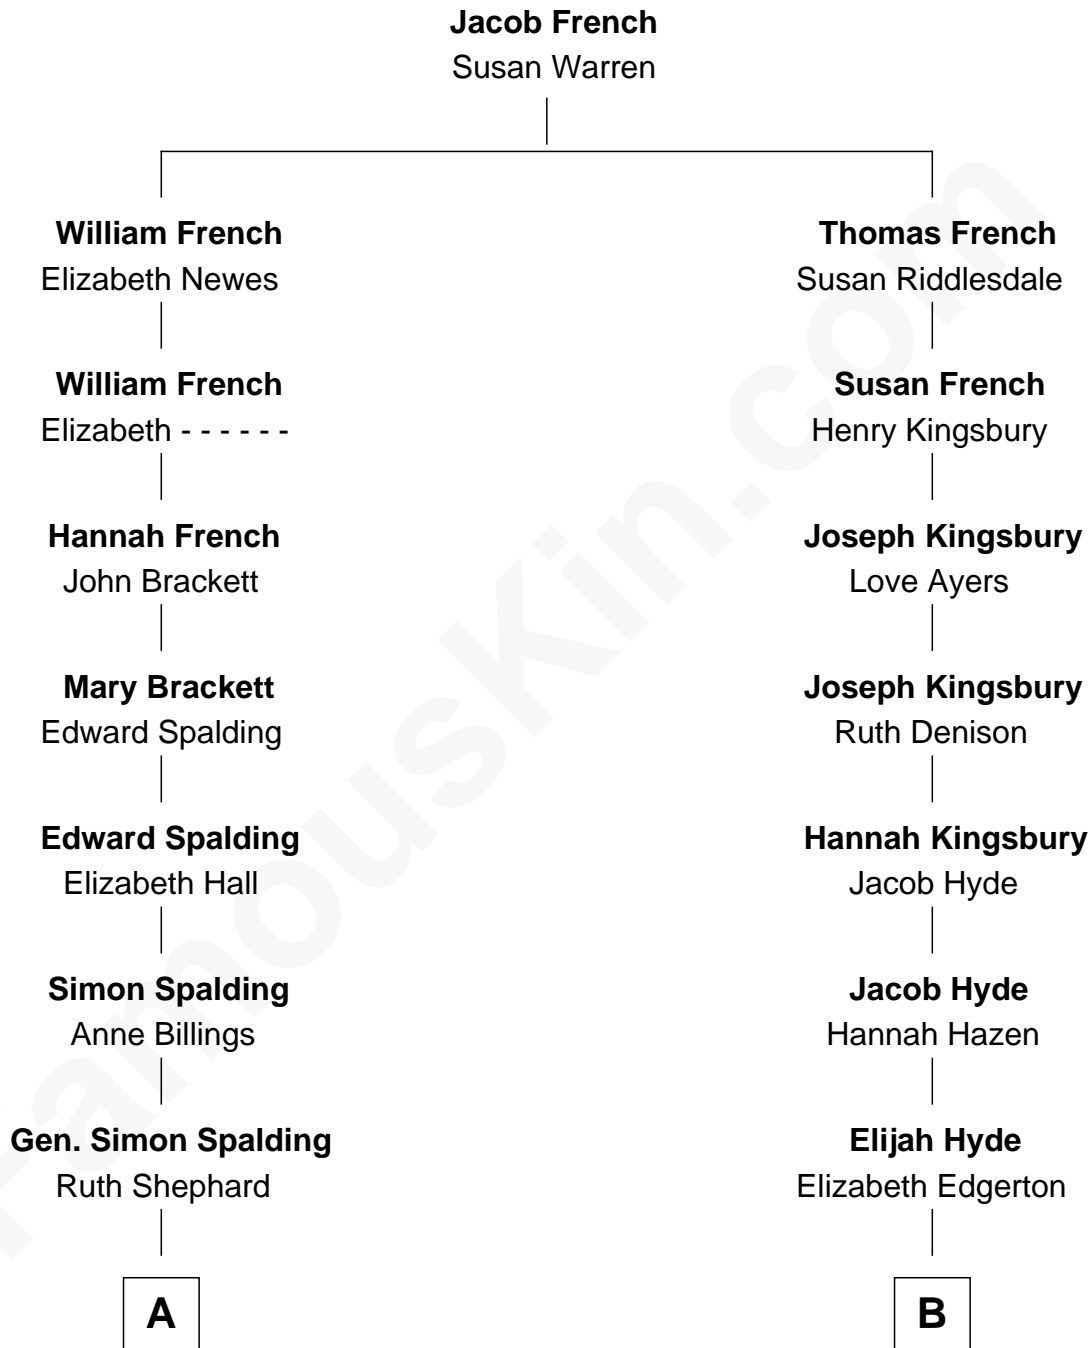 Jacob French
Susan Warren
William French
Elizabeth Newes
William French
Elizabeth - - - - - -
Hannah French
John Brackett
Mary Brackett
Edward Spalding
Edward Spalding
Elizabeth Hall
Simon Spalding
Anne Billings
Gen. Simon Spalding
Ruth Shephard
A
Thomas French
Susan Riddlesdale
Susan French
Henry Kingsbury
Joseph Kingsbury
Love Ayers
Joseph Kingsbury
Ruth Denison
Hannah Kingsbury
Jacob Hyde
Jacob Hyde
Hannah Hazen
Elijah Hyde
Elizabeth Edgerton
B
FamousKin.com